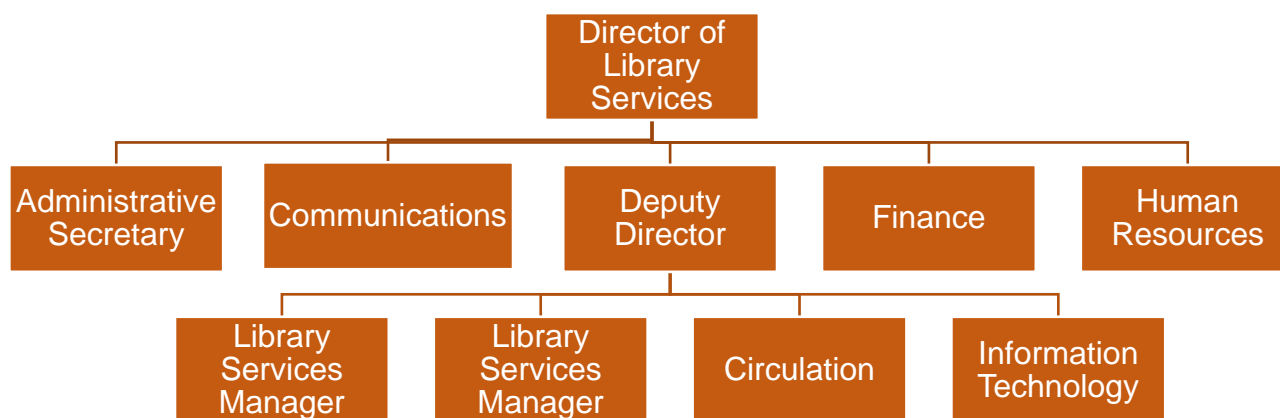 Director of
Library
Services
Administrative
Secretary
Communications
Deputy
Director
Finance
Human
Resources
Library
Services
Manager
Library
Services
Manager
Circulation
Information
Technology